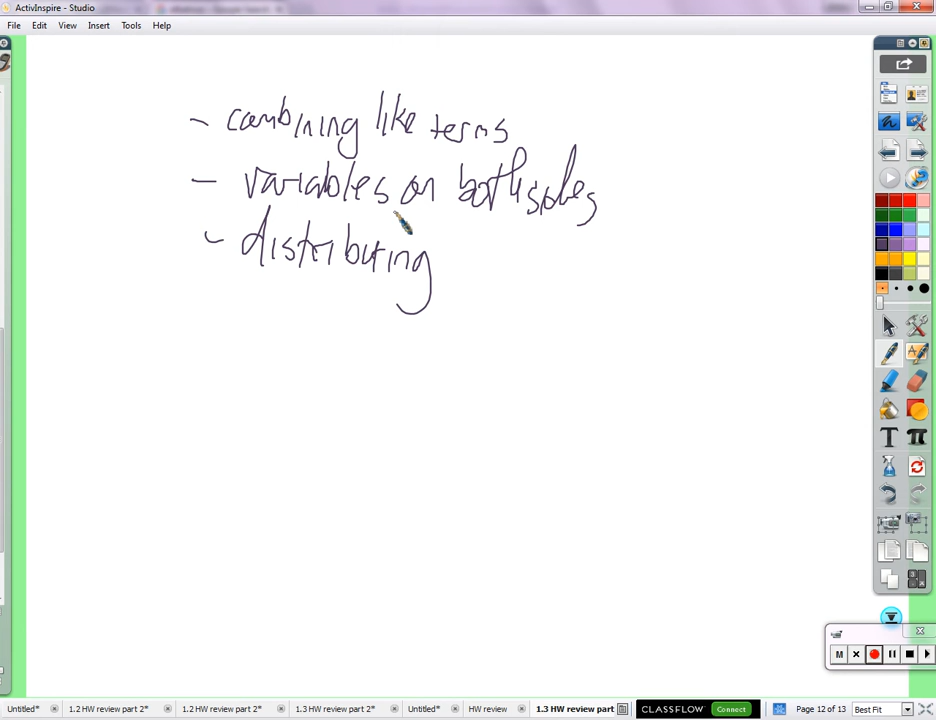 ActivInspire - Studio
File Edit View Insert Tools Help
- combining like terms
- variables on both sides
- distributing
M
Untitled* 1.2 HW review part 2* 1.2 HW review part 2* 1.3 HW review part 2* Untitled* HW review 1.3 HW review part CLASSFLOW Connect Page 12 of 13 Best Fit